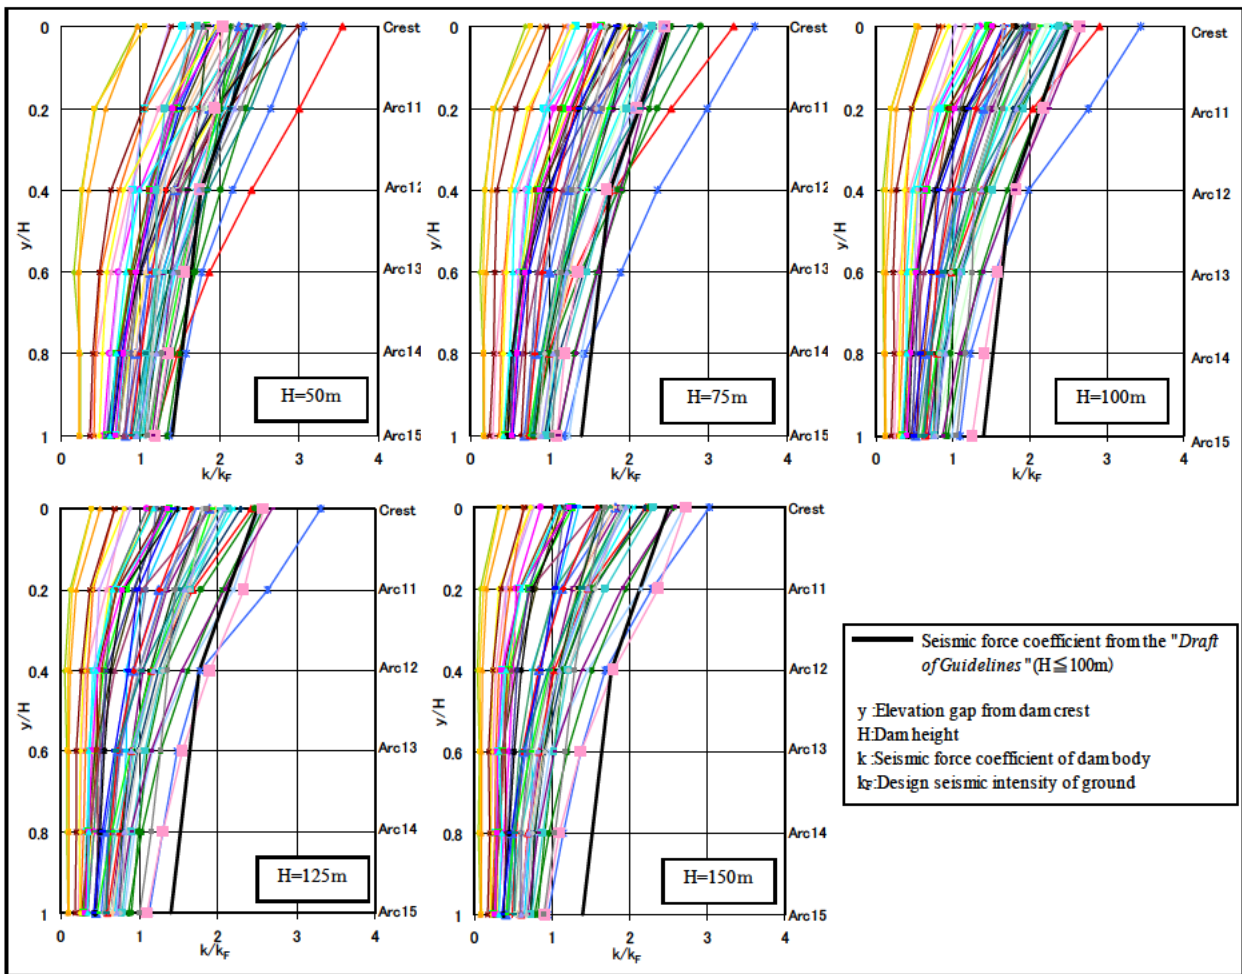 0
0.2
0.4
0.6
0.8
1
y/H
0
1
2
3
4
k/kF
Crest
Arc11
Arc12
Arc13
Arc14
Arc15
H=50m
0
0.2
0.4
0.6
0.8
1
y/H
0
1
2
3
4
k/kF
Crest
Arc11
Arc12
Arc13
Arc14
Arc15
H=75m
0
0.2
0.4
0.6
0.8
1
y/H
0
1
2
3
4
k/kF
Crest
Arc11
Arc12
Arc13
Arc14
Arc15
H=100m
0
0.2
0.4
0.6
0.8
1
y/H
0
1
2
3
4
k/kF
Crest
Arc11
Arc12
Arc13
Arc14
Arc15
H=125m
0
0.2
0.4
0.6
0.8
1
y/H
0
1
2
3
4
k/kF
Crest
Arc11
Arc12
Arc13
Arc14
Arc15
H=150m
Seismic force coefficient from the "Draft
of Guidelines" (H≦100m)
y :Elevation gap from dam crest
H:Dam height
k :Seismic force coefficient of dam body
kF:Design seismic intensity of ground